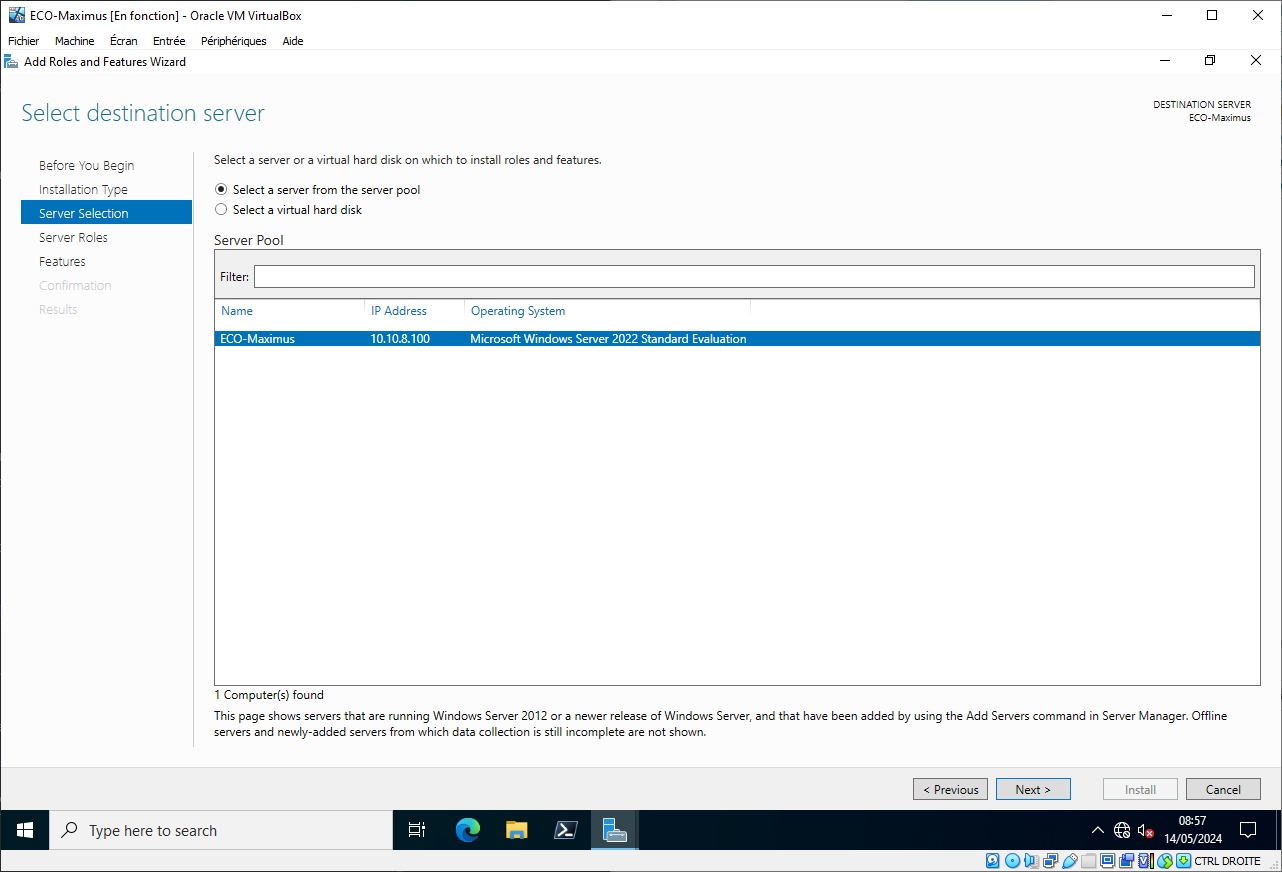 ECO-Maximus [En fonction] - Oracle VM VirtualBox
Fichier Machine Écran Entrée Périphériques Aide
Add Roles and Features Wizard
Select destination server
DESTINATION SERVER
ECO-Maximus
Before You Begin
Installation Type
Server Selection
Server Roles
Features
Confirmation
Results
Select a server or a virtual hard disk on which to install roles and features.
Select a server from the server pool
Select a virtual hard disk
Server Pool
Filter:
Name IP Address Operating System
ECO-Maximus 10.10.8.100 Microsoft Windows Server 2022 Standard Evaluation
1 Computer(s) found
This page shows servers that are running Windows Server 2012 or a newer release of Windows Server, and that have been added by using the Add Servers command in Server Manager. Offline
servers and newly-added servers from which data collection is still incomplete are not shown.
< Previous Next > Install Cancel
Type here to search
08:57
14/05/2024
CTRL DROITE